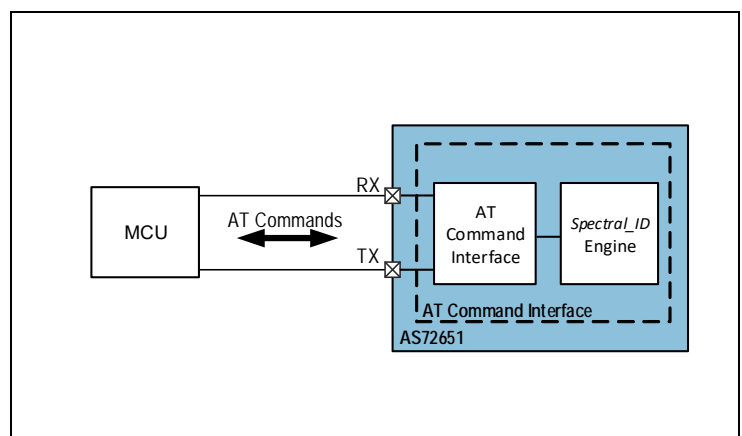 MCU
AT Commands
RX
TX
AT
Command
Interface
Spectral_ID
Engine
AT Command Interface
AS72651